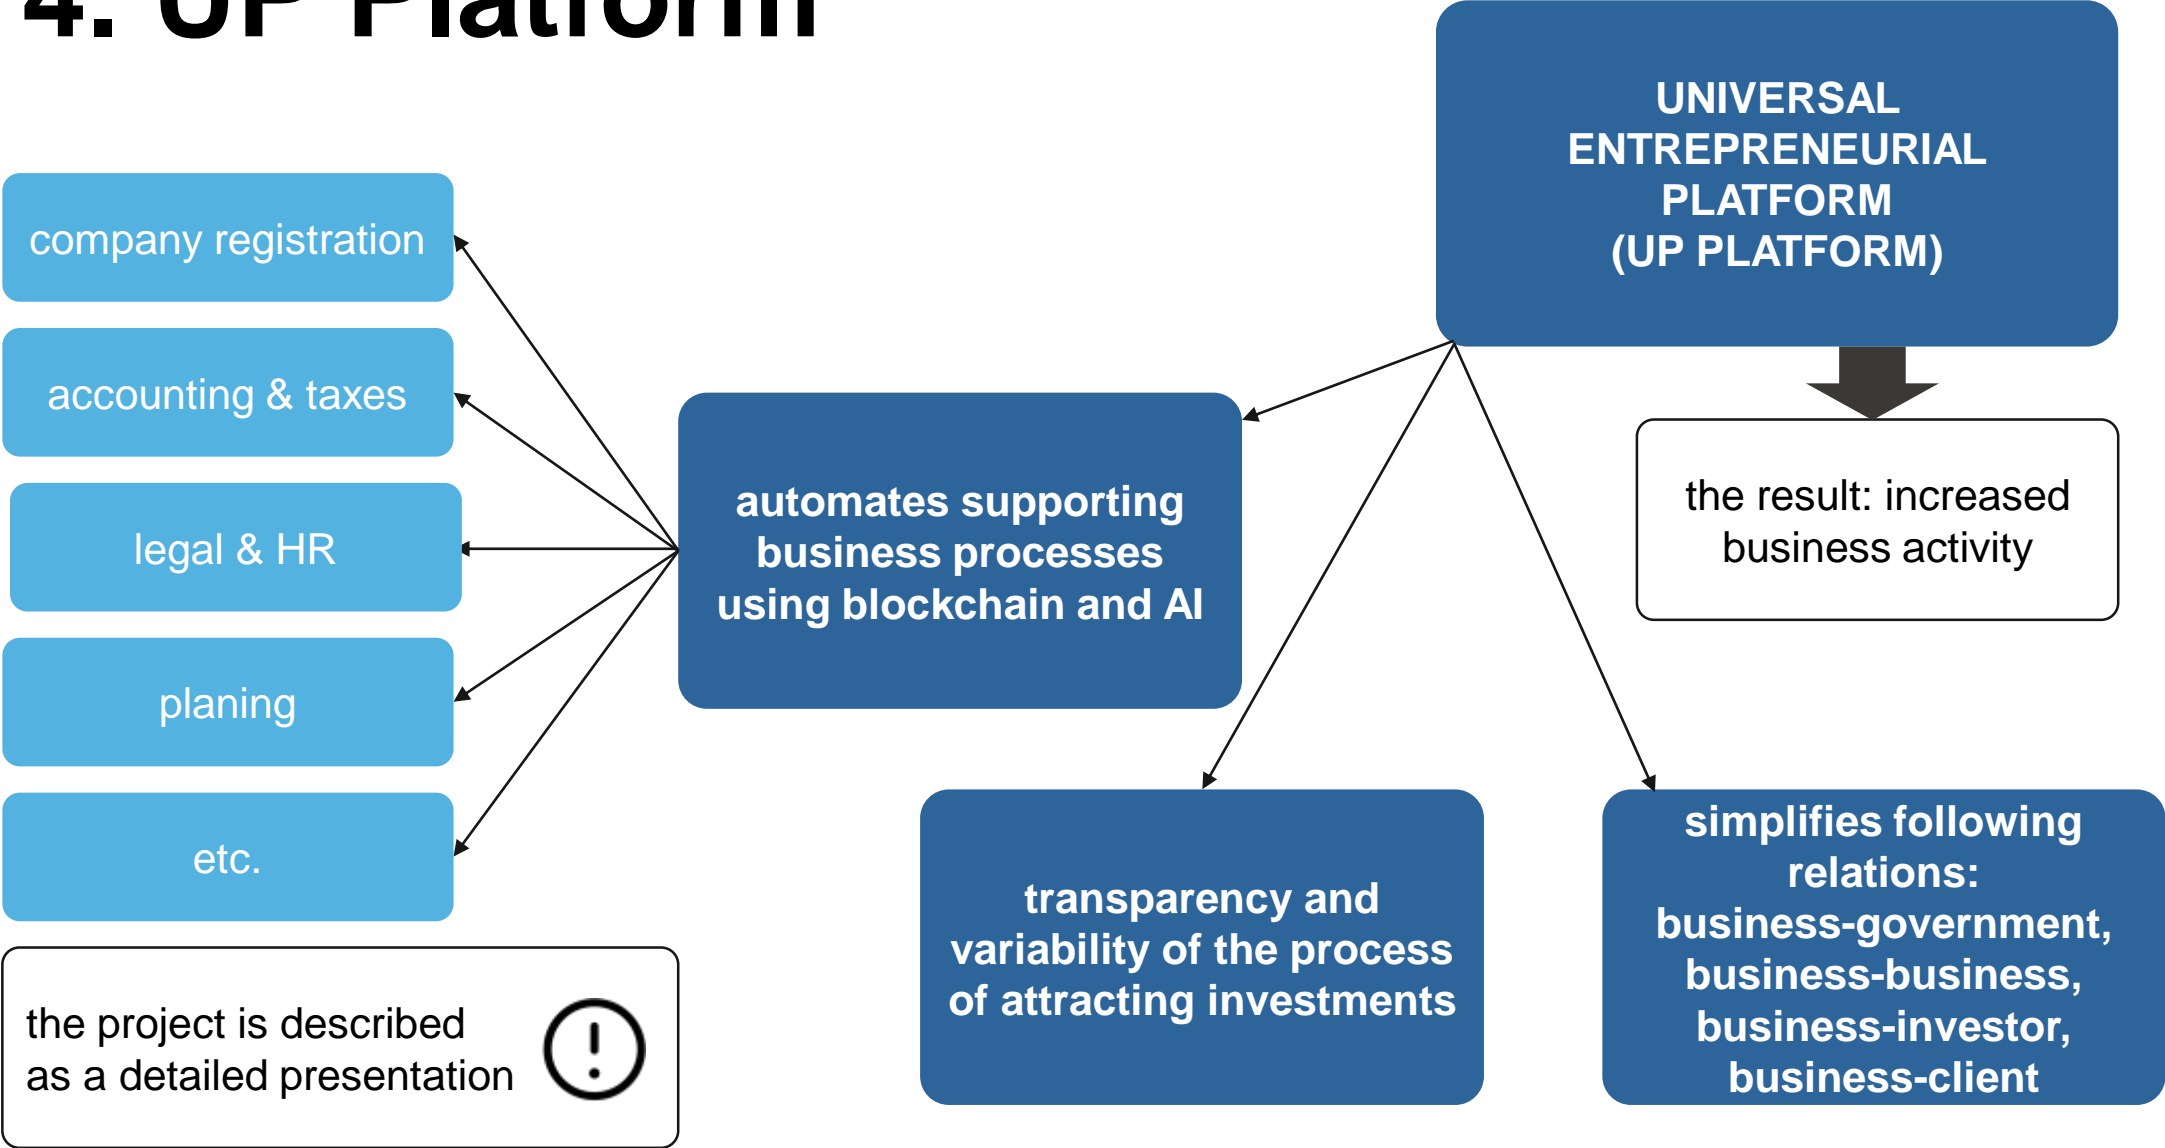 4. UP Platform
UNIVERSAL
ENTREPRENEURIAL
PLATFORM
(UP PLATFORM)
company registration
accounting & taxes
legal & HR
planing
etc.
automates supporting
business processes
using blockchain and AI
the result: increased
business activity
transparency and
variability of the process
of attracting investments
simplifies following
relations:
business-government,
business-business,
business-investor,
business-client
the project is described
as a detailed presentation